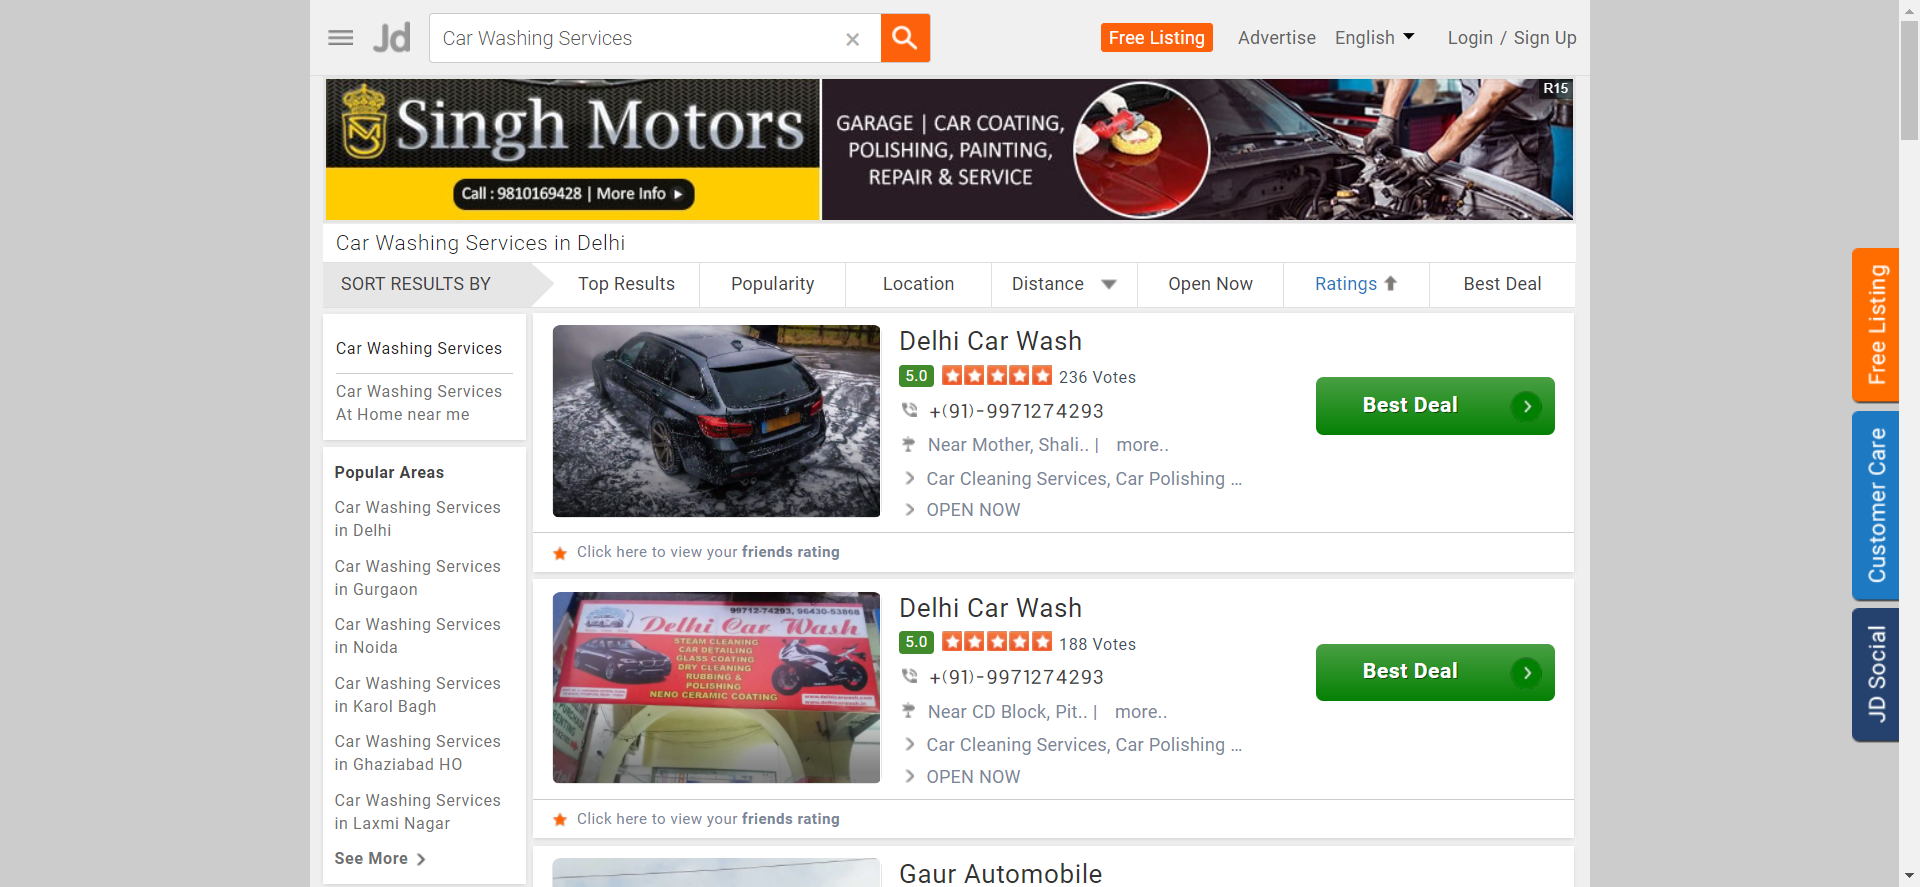 Jd
Car Washing Services
Free Listing
Advertise
English
Login / Sign Up
Singh Motors
Call : 9810169428 | More Info
GARAGE | CAR COATING,
POLISHING, PAINTING,
REPAIR & SERVICE
R15
Car Washing Services in Delhi
SORT RESULTS BY
Top Results
Popularity
Location
Distance
Open Now
Ratings
Best Deal
Car Washing Services
Car Washing Services
At Home near me
Popular Areas
Car Washing Services
in Delhi
Car Washing Services
in Gurgaon
Car Washing Services
in Noida
Car Washing Services
in Karol Bagh
Car Washing Services
in Ghaziabad HO
Car Washing Services
in Laxmi Nagar
See More
Delhi Car Wash
5.0 236 Votes
+(91)-9971274293
Near Mother, Shali.. | more..
Car Cleaning Services, Car Polishing ...
OPEN NOW
Best Deal
Click here to view your friends rating
99712-74293, 96430-53868
Delhi Car Wash
STEAM CLEANING
CAR DETAILING
GLASS COATING
DRY CLEANING
RUBBING &
POLISHING
NENO CERAMIC COATING
Delhi Car Wash
5.0 188 Votes
+(91)-9971274293
Near CD Block, Pit.. | more..
Car Cleaning Services, Car Polishing ...
OPEN NOW
Best Deal
Click here to view your friends rating
Gaur Automobile
Free Listing
Customer Care
JD Social